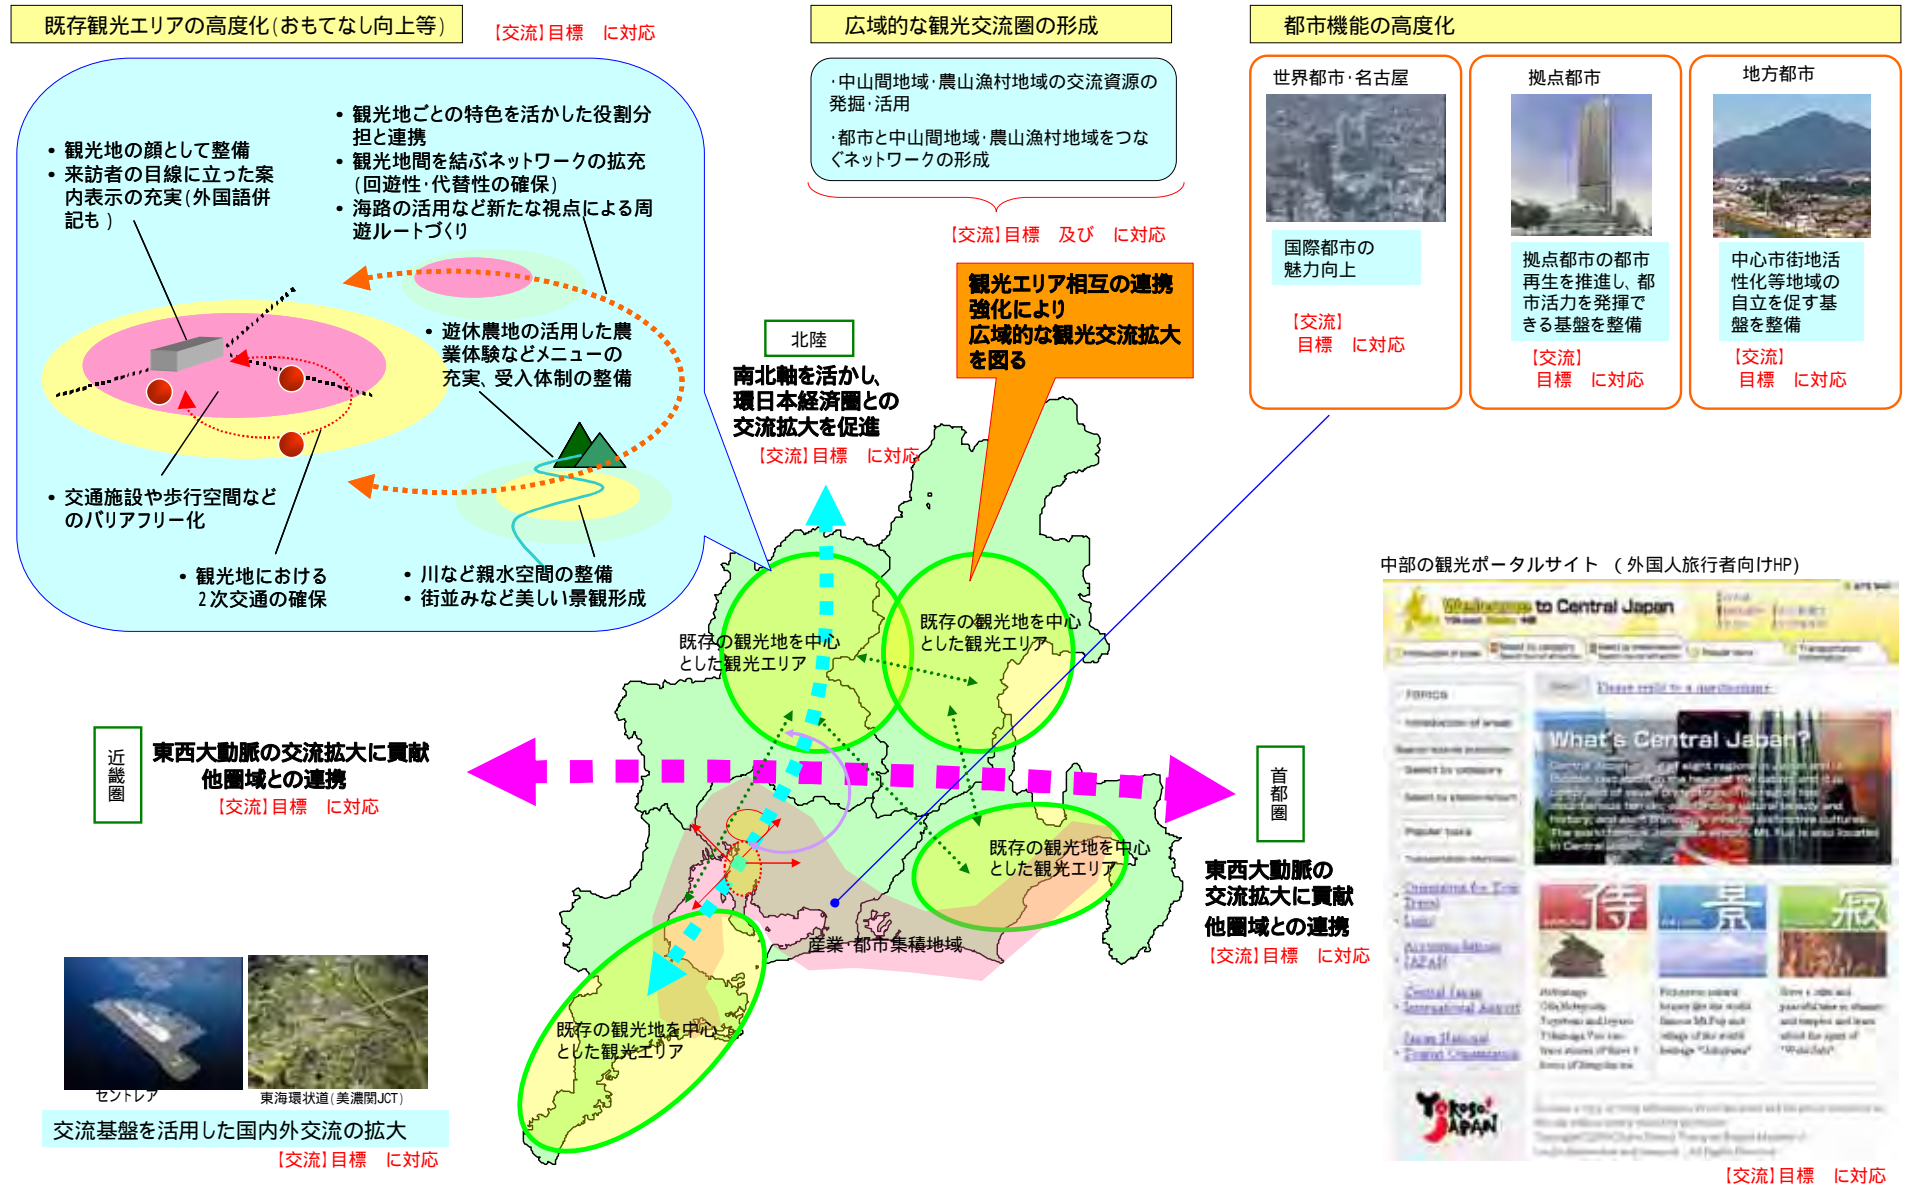 既存観光エリアの高度化(おもてなし向上等)
【交流】目標 に対応
・観光地の顔として整備
・来訪者の目線に立った案
内表示の充実(外国語併
記も)
・観光地ごとの特色を活かした役割分
担と連携
・観光地間を結ぶネットワークの拡充
(回遊性・代替性の確保)
・海路の活用など新たな視点による周
遊ルートづくり
・遊休農地の活用した農
業体験などメニューの
充実、受入体制の整備
・交通施設や歩行空間など
のバリアフリー化
・観光地における
2次交通の確保
・川など親水空間の整備
・街並みなど美しい景観形成
広域的な観光交流圏の形成
・中山間地域・農山漁村地域の交流資源の
発掘・活用
・都市と中山間地域・農山漁村地域をつな
ぐネットワークの形成
【交流】目標 及び に対応
観光エリア相互の連携
強化により
広域的な観光交流拡大
を図る
都市機能の高度化
世界都市・名古屋
国際都市の
魅力向上
【交流】
目標 に対応
拠点都市
拠点都市の都市
再生を推進し、都
市活力を発揮で
きる基盤を整備
【交流】
目標 に対応
地方都市
中心市街地活
性化等地域の
自立を促す基
盤を整備
【交流】
目標 に対応
北陸
南北軸を活かし、
環日本経済圏との
交流拡大を促進
【交流】目標 に対応
既存の観光地を中心
とした観光エリア
既存の観光地を中心
とした観光エリア
近畿圏
東西大動脈の交流拡大に貢献
他圏域との連携
【交流】目標 に対応
首都圏
東西大動脈の
交流拡大に貢献
他圏域との連携
【交流】目標 に対応
既存の観光地を中心
とした観光エリア
産業・都市集積地域
既存の観光地を中心
とした観光エリア
セントレア
東海環状道(美濃関JCT)
交流基盤を活用した国内外交流の拡大
【交流】目標 に対応
中部の観光ポータルサイト (外国人旅行者向けHP)
Welcome to Central Japan
TOPICS
Introduction of areas
Select by category
Popular topics
Please reply to a questionnaire
What's Central Japan?
侍
景
寂
Central Japan
International Airport
Japan National
Tourist Organization
Yokoso!
JAPAN
【交流】目標 に対応